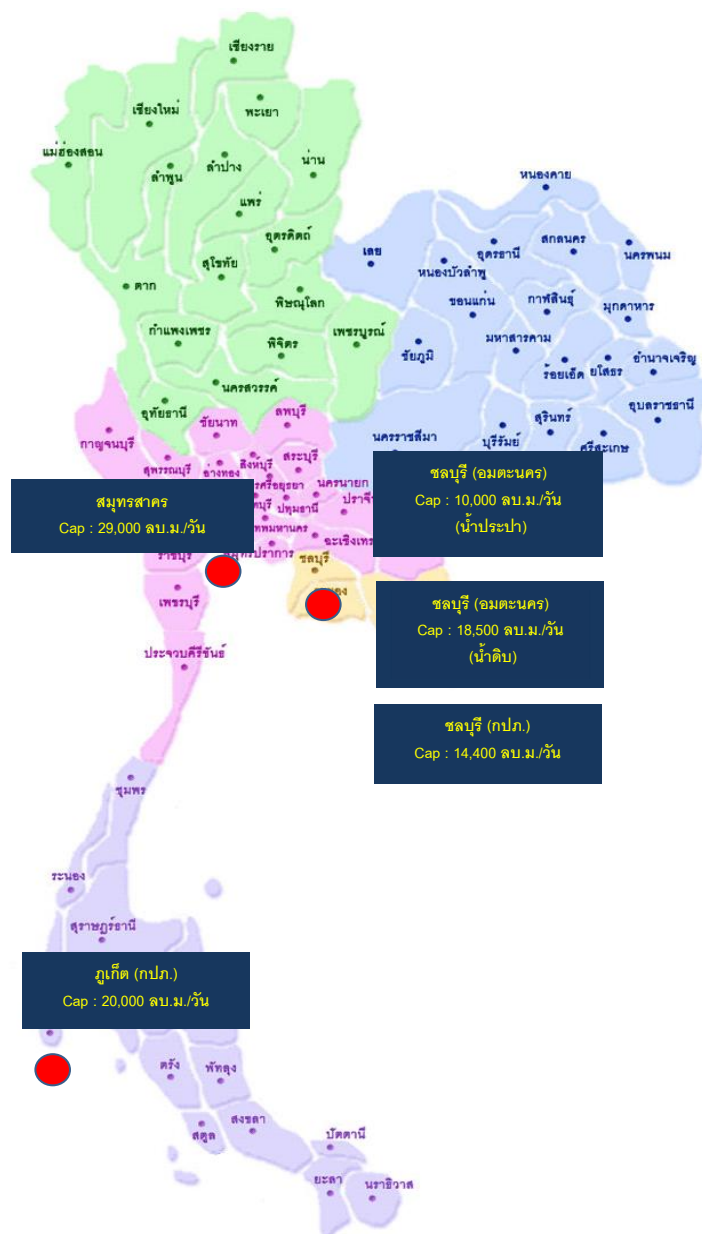 เชียงราย
เชียงใหม่
พะเยา
แม่ฮ่องสอน
ลำพูน
ลำปาง
น่าน
แพร่
อุตรดิตถ์
สุโขทัย
ตาก
พิษณุโลก
กำแพงเพชร
พิจิตร
เพชรบูรณ์
นครสวรรค์
อุทัยธานี
หนองคาย
เลย
หนองบัวลำพู
อุดรธานี
สกลนคร
นครพนม
ขอนแก่น
กาฬสินธุ์
มุกดาหาร
ชัยภูมิ
มหาสารคาม
ร้อยเอ็ด
ยโสธร
อำนาจเจริญ
นครราชสีมา
บุรีรัมย์
สุรินทร์
ศรีสะเกษ
อุบลราชธานี
กาญจนบุรี
ชัยนาท
ลพบุรี
สุพรรณบุรี
อ่างทอง
สิงหบุรี
สระบุรี
นครนายก
ปทุมธานี
ฉะเชิงเทร
ราชบุรี
เพชรบุรี
ประจวบคีรีขันธ์
ชลบุรี
สมุทรสาคร
Cap : 29,000 ลบ.ม./วัน
ชลบุรี (อมตะนคร)
Cap : 10,000 ลบ.ม./วัน
(น้ำประปา)
ชลบุรี (อมตะนคร)
Cap : 18,500 ลบ.ม./วัน
(น้ำดิบ)
ชลบุรี (กปภ.)
Cap : 14,400 ลบ.ม./วัน
ชุมพร
ระนอง
สุราษฎร์ธานี
ภูเก็ต (กปภ.)
Cap : 20,000 ลบ.ม./วัน
ตรัง
พัทลุง
สตูล
สงขลา
ปัตตานี
ยะลา
นราธิวาส